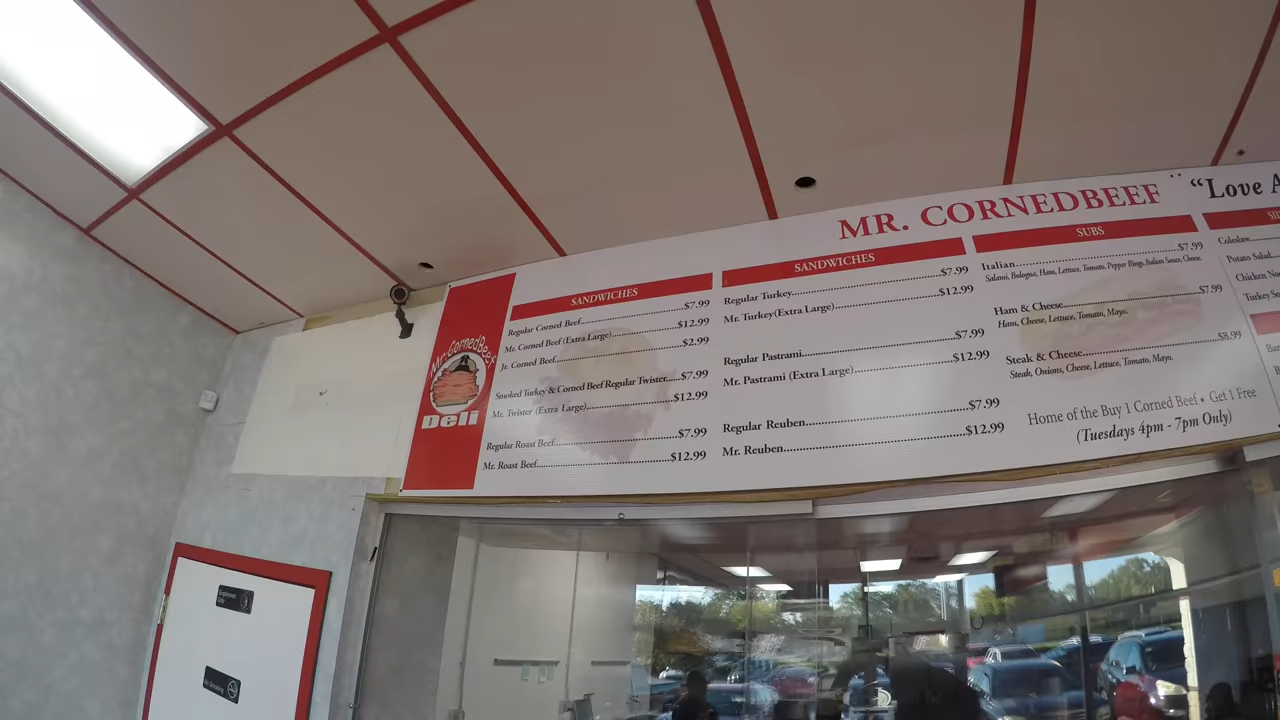 MR. CORNEDBEEF "Love
Mr. CornedBeef
Deli
SANDWICHES
Regular Corned Beef $7.99
Mr. Corned Beef (Extra Large) $12.99
Jr. Corned Beef $2.99
Smoked Turkey & Corned Beef Regular Twister $7.99
Mr. Twister (Extra Large) $12.99
Regular Roast Beef $7.99
Mr. Roast Beef $12.99
SANDWICHES
Regular Turkey $7.99
Mr. Turkey(Extra Large) $12.99
Regular Pastrami $7.99
Mr. Pastrami (Extra Large) $12.99
Regular Reuben $7.99
Mr. Reuben $12.99
SUBS
Italian $7.99
Salami, Bologna, Ham, Lettuce, Tomato, Pepper Rings, Italian Sauce, Cheese.
Ham & Cheese $7.99
Ham, Cheese, Lettuce, Tomato, Mayo.
Steak & Cheese $8.99
Steak, Onions, Cheese, Lettuce, Tomato, Mayo.
Home of the Buy 1 Corned Beef • Get 1 Free
(Tuesdays 4pm - 7pm Only)
Coleslaw
Potato Salad
Chicken
Turkey
No Smoking